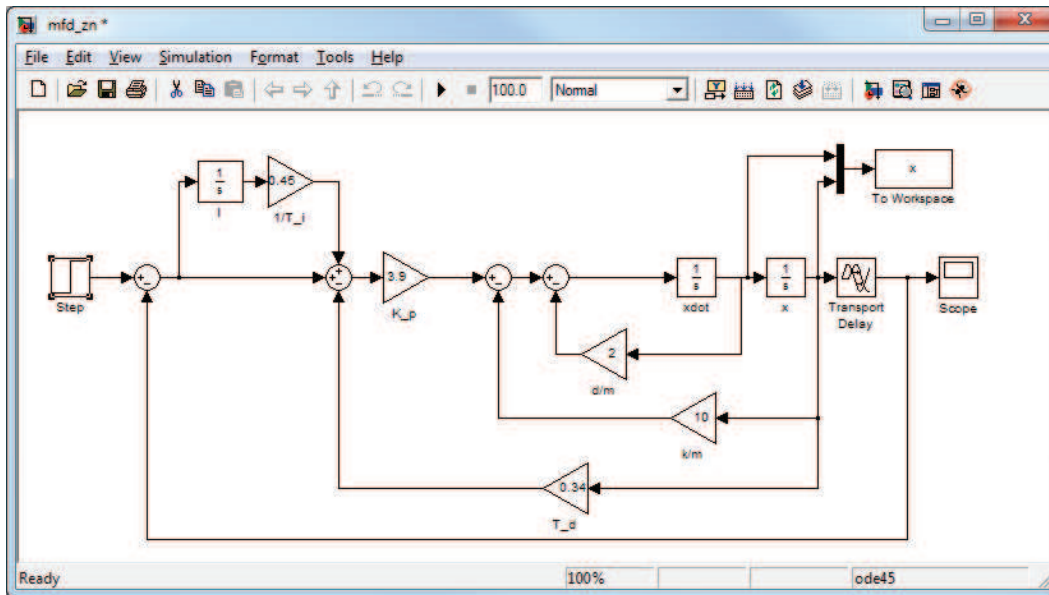 mfd_zn *
File Edit View Simulation Format Tools Help
100.0 Normal
1
s
I
0.45
1/T_i
x
To Workspace
Step
3.9
K_p
1
s
xdot
1
s
x
Transport
Delay
Scope
2
d/m
10
k/m
0.34
T_d
Ready 100% ode45